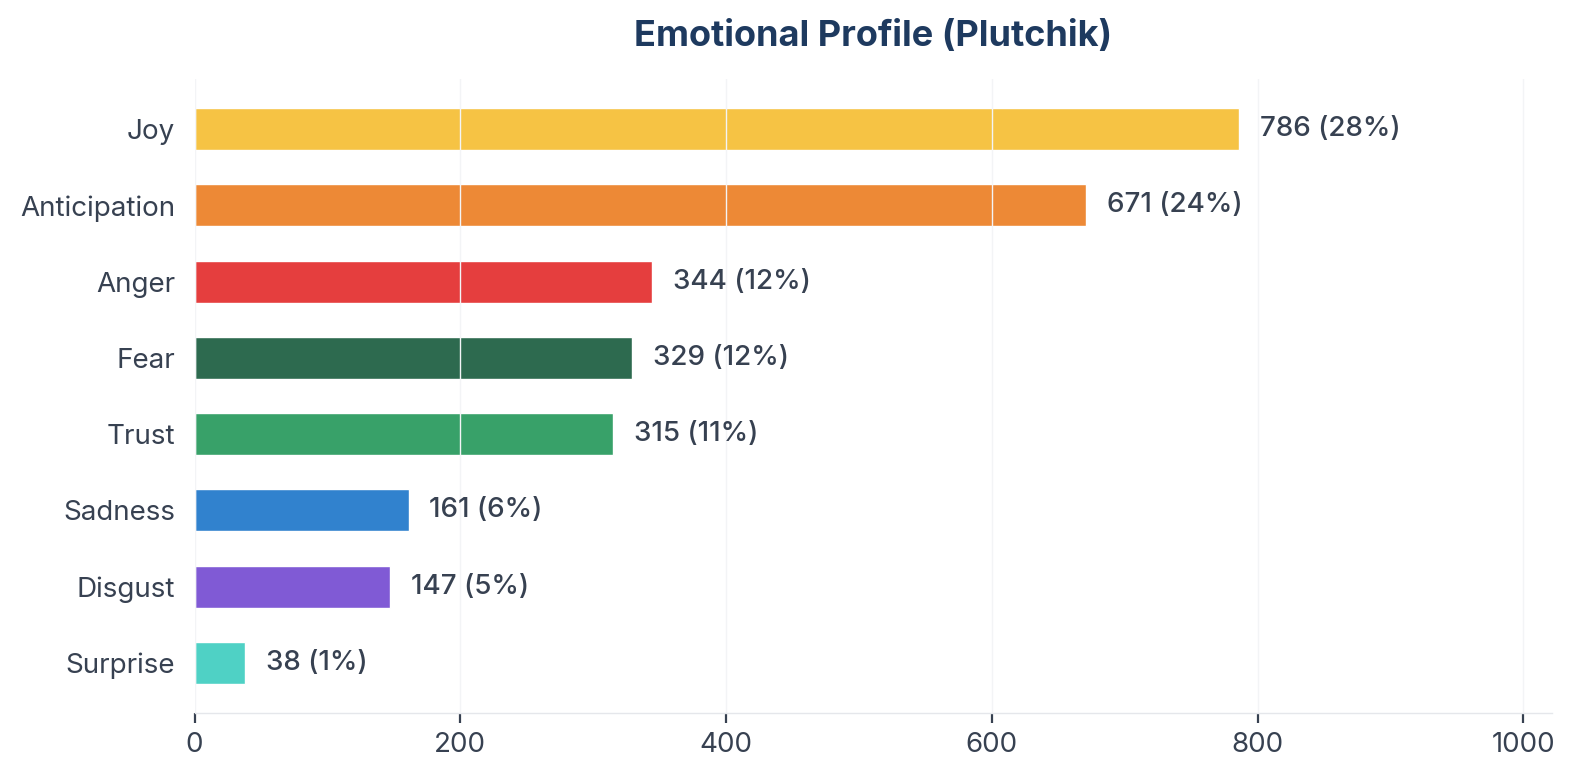 Emotional Profile (Plutchik)
Joy 786 (28%)
Anticipation 671 (24%)
Anger 344 (12%)
Fear 329 (12%)
Trust 315 (11%)
Sadness 161 (6%)
Disgust 147 (5%)
Surprise 38 (1%)
0 200 400 600 800 1000